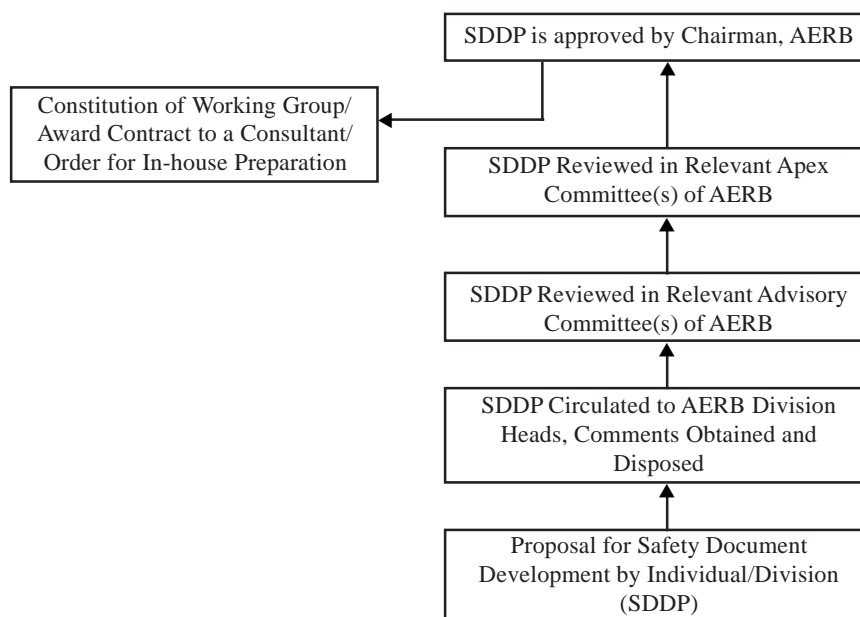 SDDP is approved by Chairman, AERB
Constitution of Working Group/
Award Contract to a Consultant/
Order for In-house Preparation
SDDP Reviewed in Relevant Apex
Committee(s) of AERB
SDDP Reviewed in Relevant Advisory
Committee(s) of AERB
SDDP Circulated to AERB Division
Heads, Comments Obtained and
Disposed
Proposal for Safety Document
Development by Individual/Division
(SDDP)